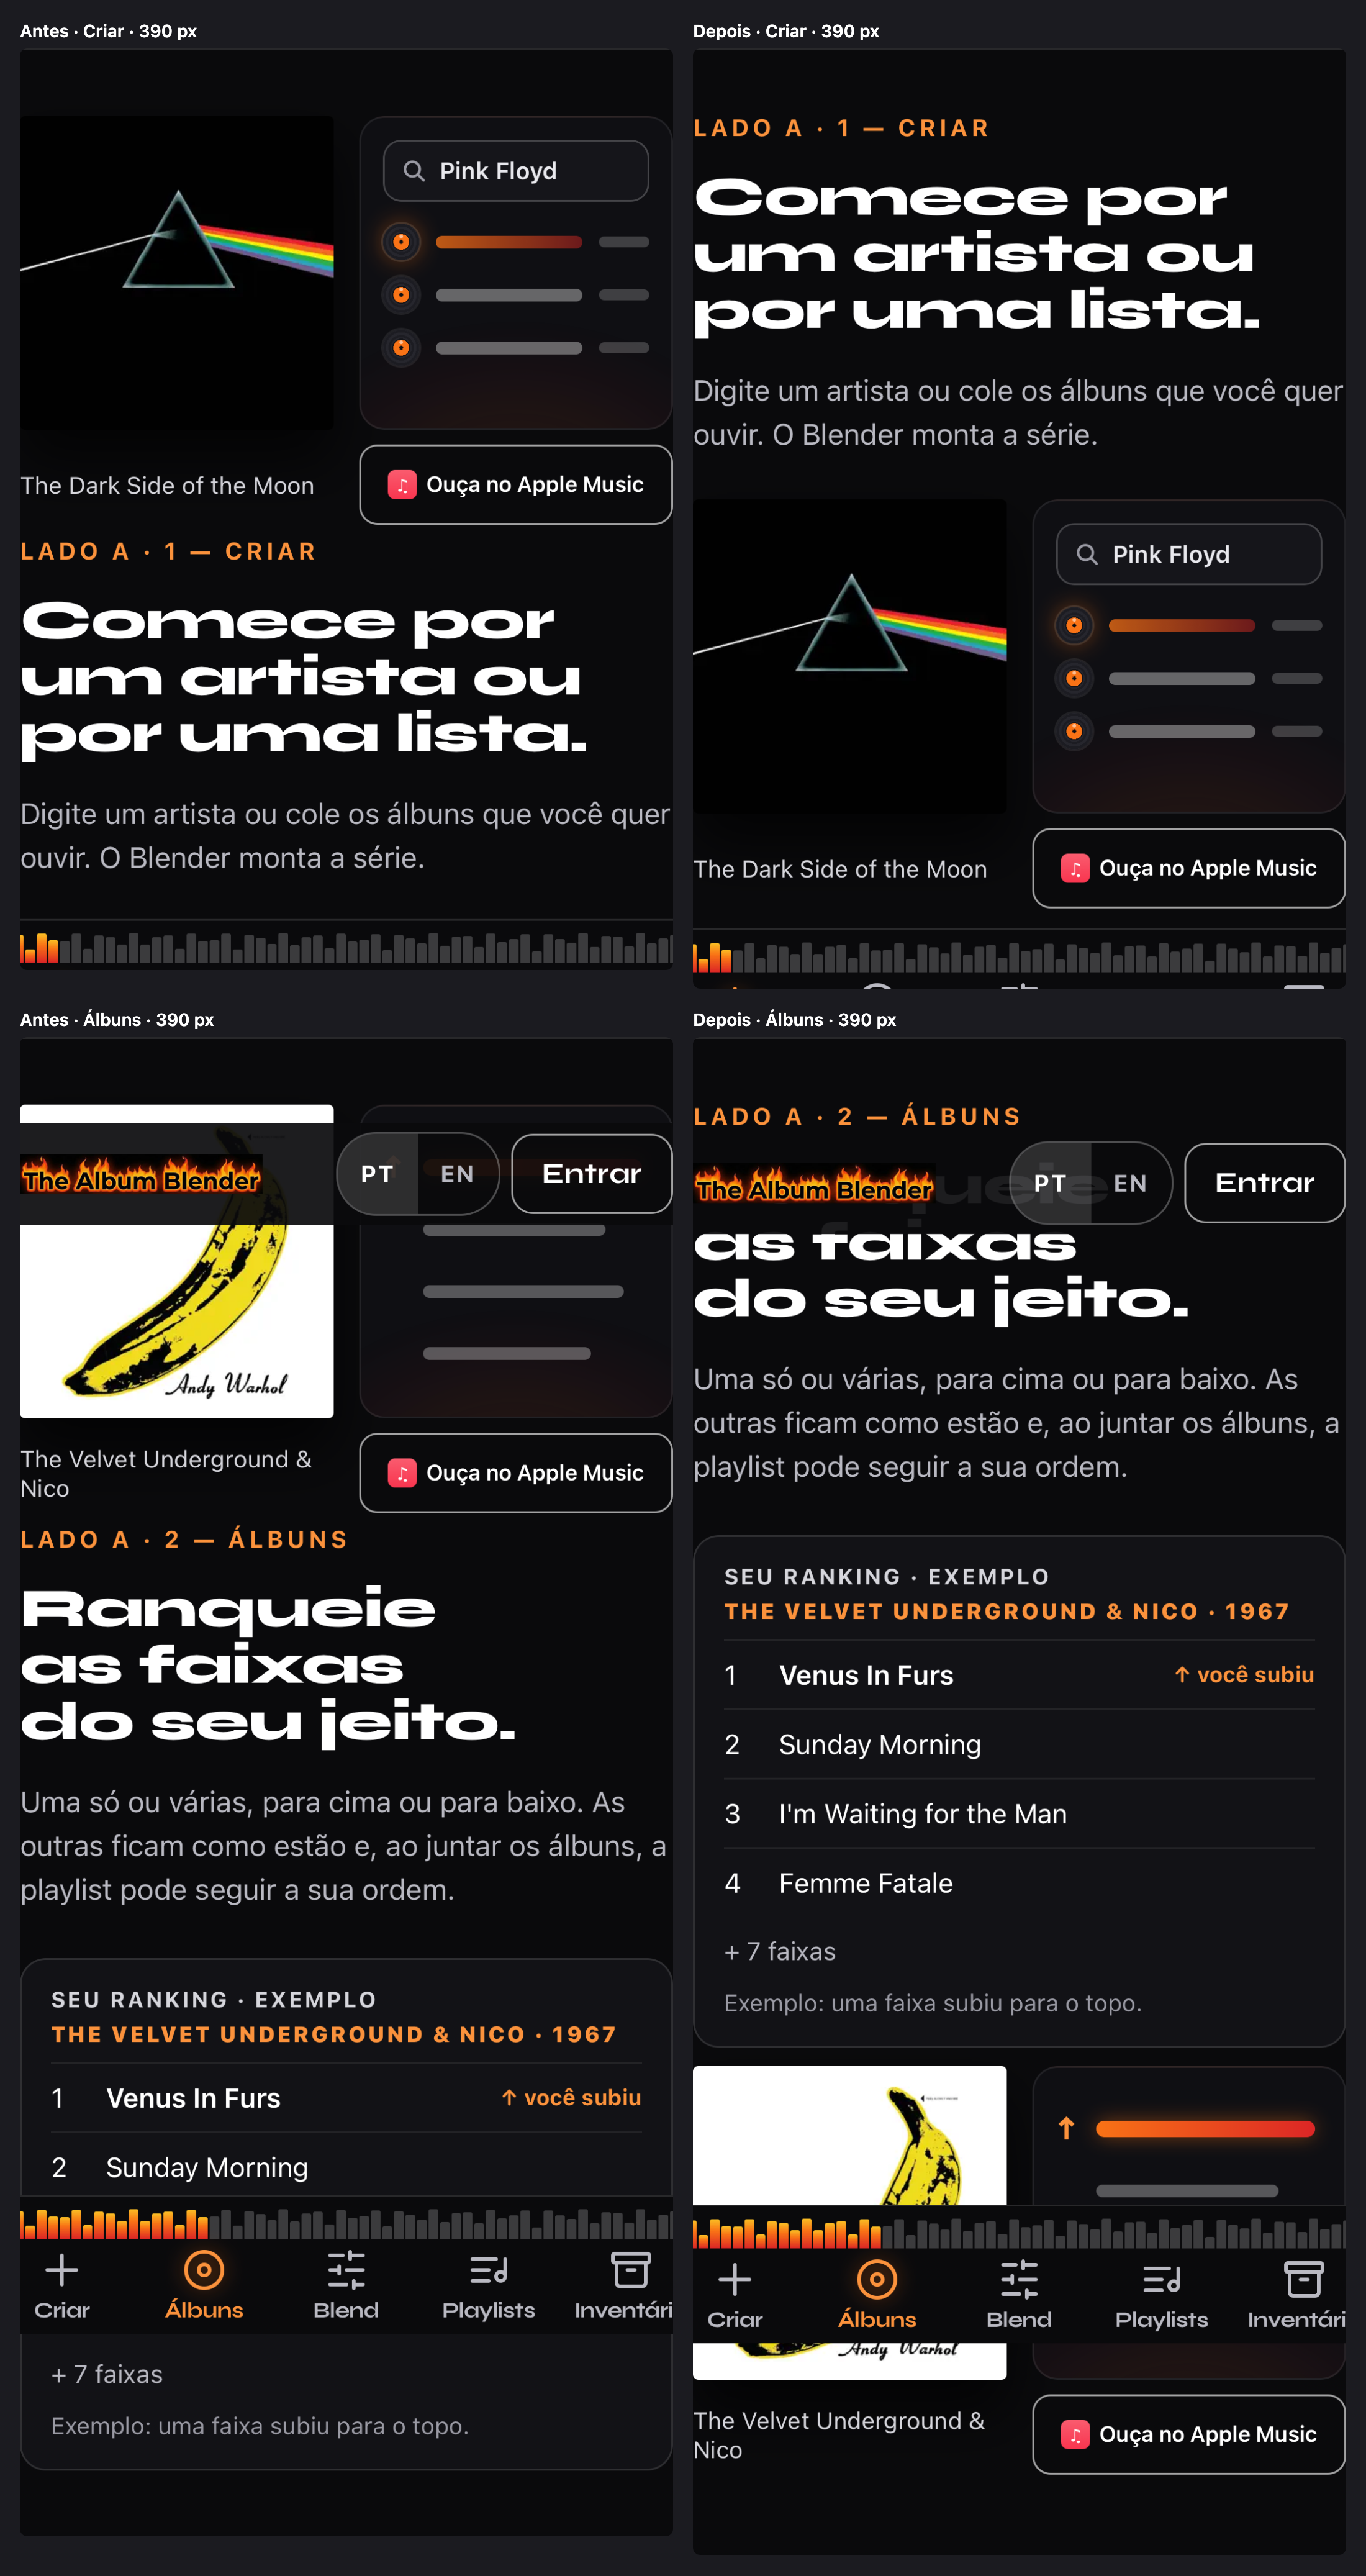 Antes · Criar · 390 px
Pink Floyd
The Dark Side of the Moon
Ouça no Apple Music
LADO A · 1 — CRIAR
Comece por
um artista ou
por uma lista.
Digite um artista ou cole os álbuns que você quer
ouvir. O Blender monta a série.
Depois · Criar · 390 px
LADO A · 1 — CRIAR
Comece por
um artista ou
por uma lista.
Digite um artista ou cole os álbuns que você quer
ouvir. O Blender monta a série.
Pink Floyd
The Dark Side of the Moon
Ouça no Apple Music
Antes · Álbuns · 390 px
The Album Blender
PT EN
Entrar
Andy Warhol
The Velvet Underground &
Nico
Ouça no Apple Music
LADO A · 2 — ÁLBUNS
Ranqueie
as faixas
do seu jeito.
Uma só ou várias, para cima ou para baixo. As
outras ficam como estão e, ao juntar os álbuns, a
playlist pode seguir a sua ordem.
SEU RANKING · EXEMPLO
THE VELVET UNDERGROUND & NICO · 1967
1 Venus In Furs ↑ você subiu
2 Sunday Morning
Criar Álbuns Blend Playlists Inventári
+ 7 faixas
Exemplo: uma faixa subiu para o topo.
Depois · Álbuns · 390 px
LADO A · 2 — ÁLBUNS
The Album Blender
PT EN
Entrar
as faixas
do seu jeito.
Uma só ou várias, para cima ou para baixo. As
outras ficam como estão e, ao juntar os álbuns, a
playlist pode seguir a sua ordem.
SEU RANKING · EXEMPLO
THE VELVET UNDERGROUND & NICO · 1967
1 Venus In Furs ↑ você subiu
2 Sunday Morning
3 I'm Waiting for the Man
4 Femme Fatale
+ 7 faixas
Exemplo: uma faixa subiu para o topo.
Criar Álbuns Blend Playlists Inventári
Andy Warhol
The Velvet Underground &
Nico
Ouça no Apple Music